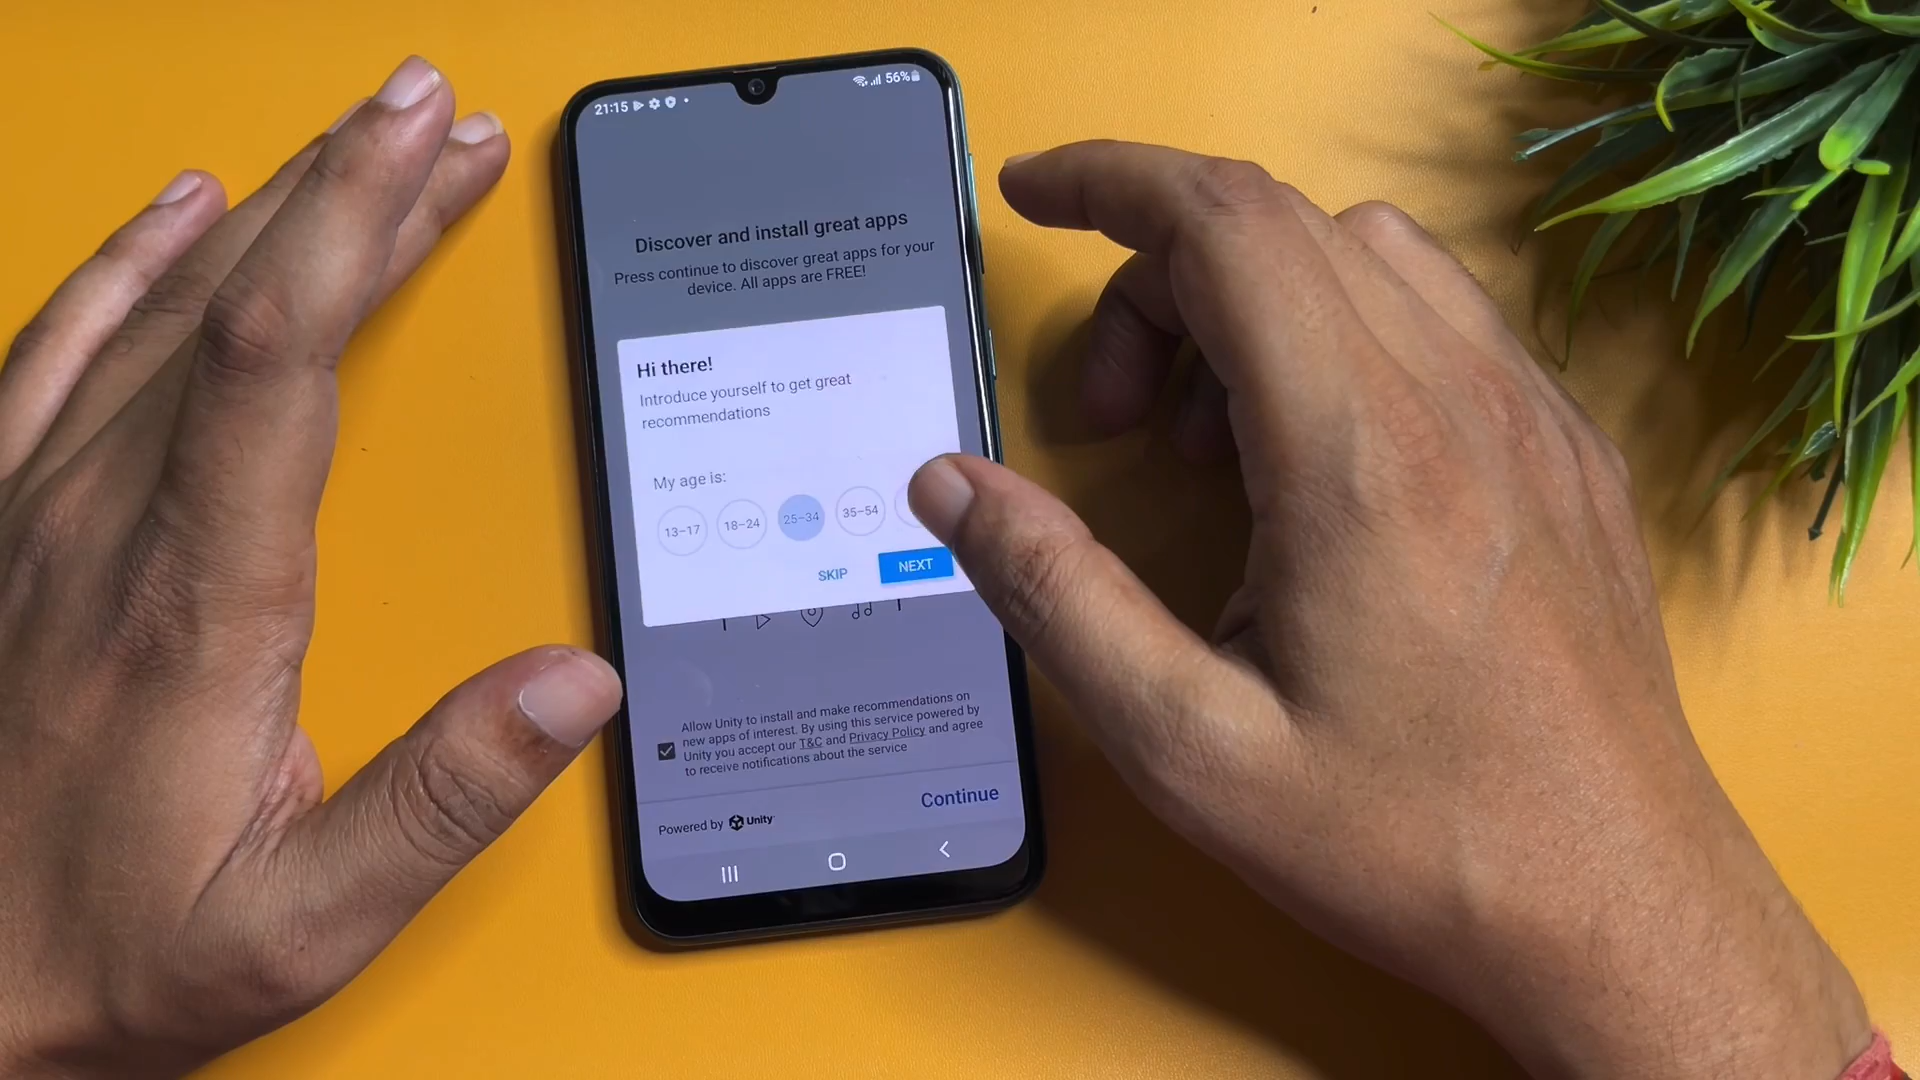 21:15
56%
Discover and install great apps
Press continue to discover great apps for your
device. All apps are FREE!
Hi there!
Introduce yourself to get great
recommendations
My age is:
13–17 18–24 25–34 35–54
SKIP NEXT
Allow Unity to install and make recommendations on
new apps of interest. By using this service powered by
Unity you accept our T&C and Privacy Policy and agree
to receive notifications about the service
Continue
Powered by Unity